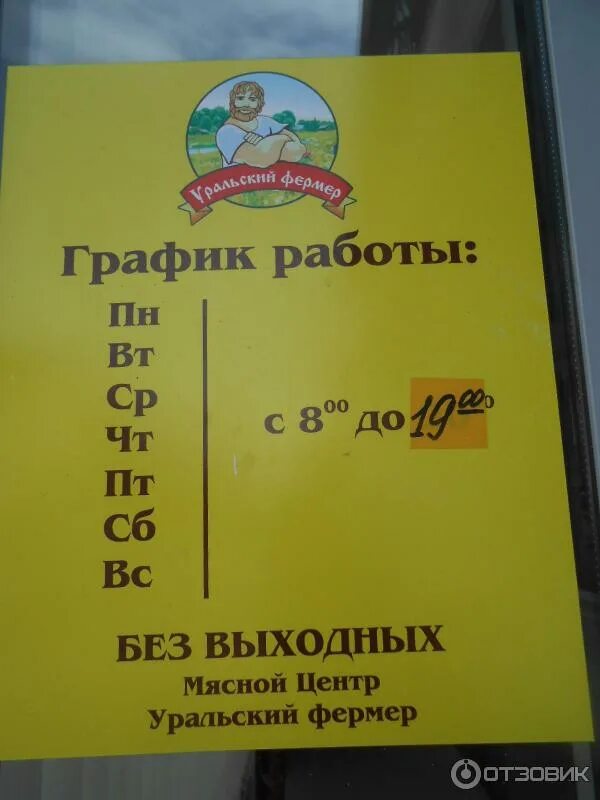 Уральский фермер
График работы:
Пн
Вт
Ср
Чт
Пт
Сб
Вс
с 8⁰⁰ до 19⁰⁰
БЕЗ ВЫХОДНЫХ
Мясной Центр
Уральский фермер
ОТЗОВИК